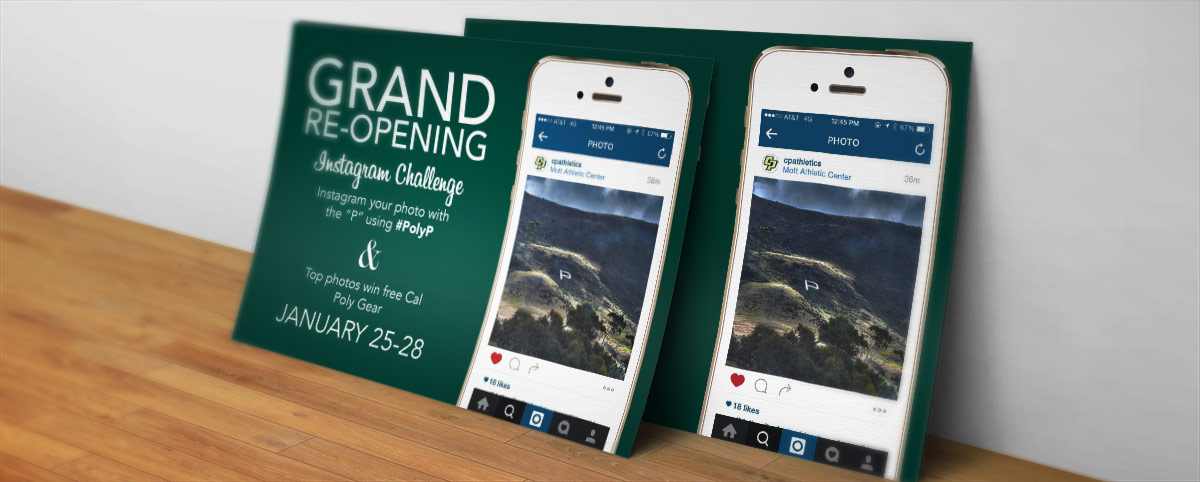 GRAND
RE-OPENING
Instagram Challenge
Instagram your photo with
the "P" using #PolyP
&
Top photos win free Cal
Poly Gear
JANUARY 25-28
AT&T 4G 12:45 PM 67%
PHOTO
cpathletics
Mott Athletic Center
36m
P
18 likes
AT&T 4G 12:45 PM 67%
PHOTO
cpathletics
Mott Athletic Center
36m
P
18 likes